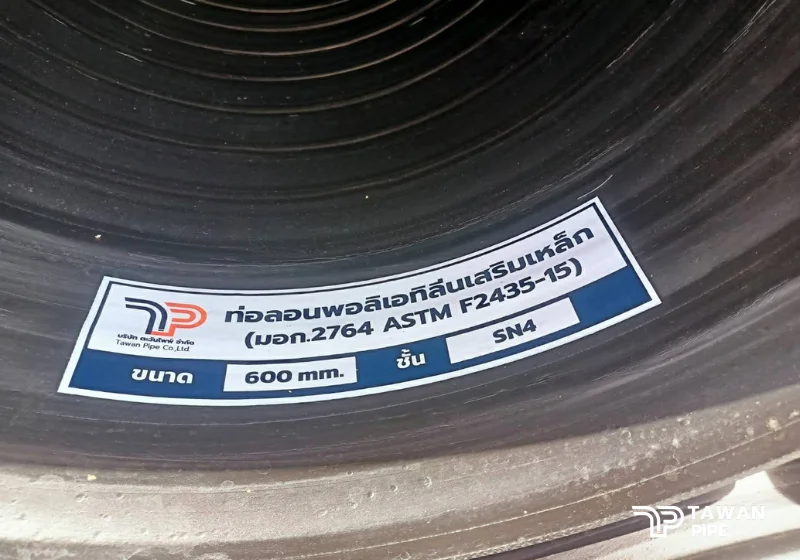 ท่อลอนพอลิเอทิลีนเสริมเหล็ก
(มอก.2764 ASTM F2435-15)
TP
บริษัท ตะวันไพพ์ จำกัด
Tawan Pipe Co.,Ltd.
ขนาด 600 mm. ชั้น SN4
TAWAN
PIPE